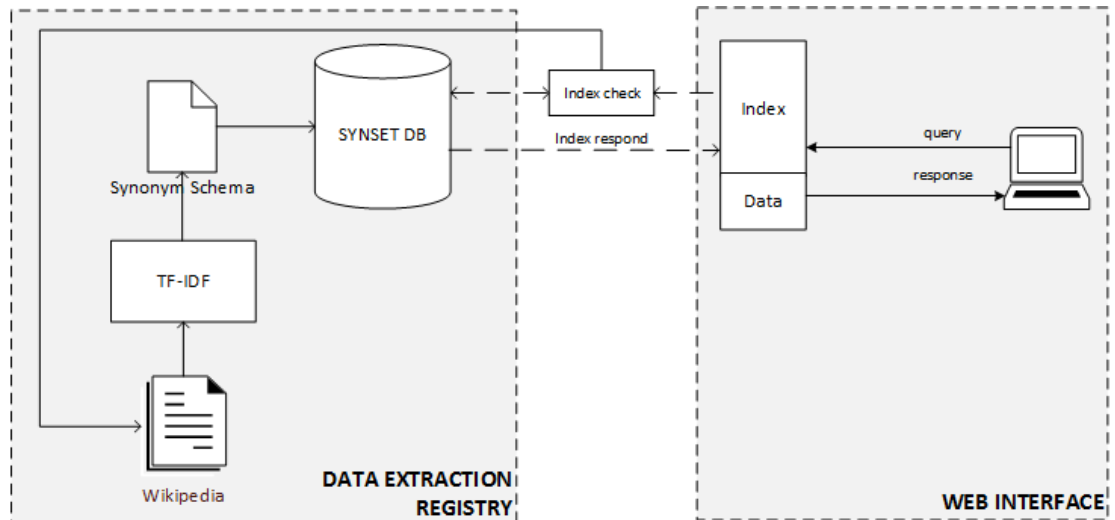 Index check
SYNSET DB
Index
query
Index respond
response
Synonym Schema
Data
TF-IDF
DATA EXTRACTION
REGISTRY
Wikipedia
WEB INTERFACE